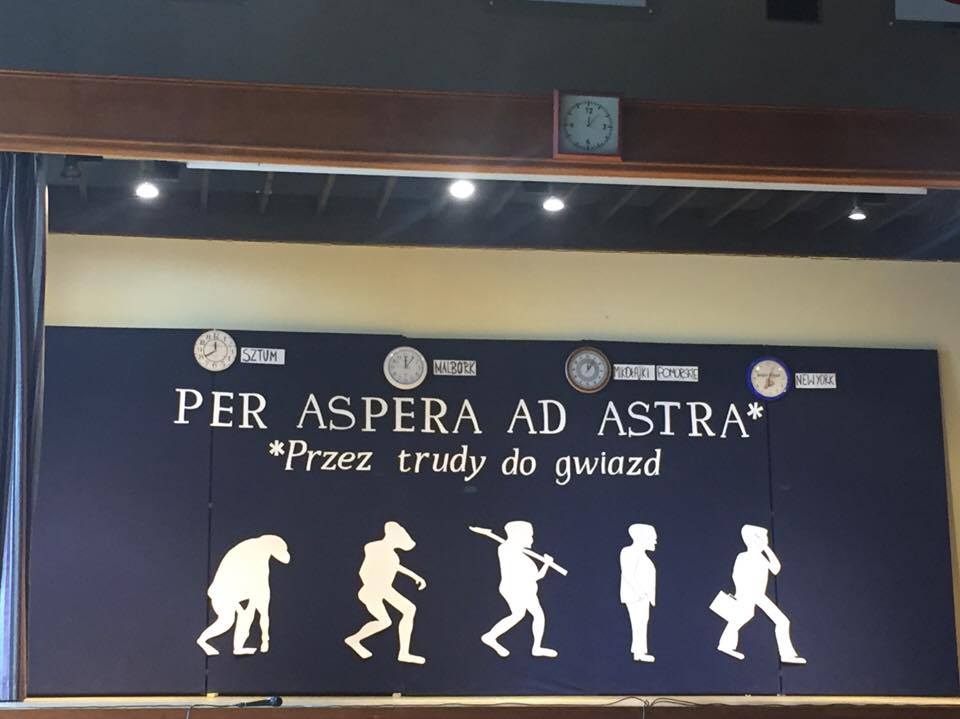 SZTUM
MALBORK
MIKOŁAJKI POMORSKIE
NEW YORK
PER ASPERA AD ASTRA*
*Przez trudy do gwiazd